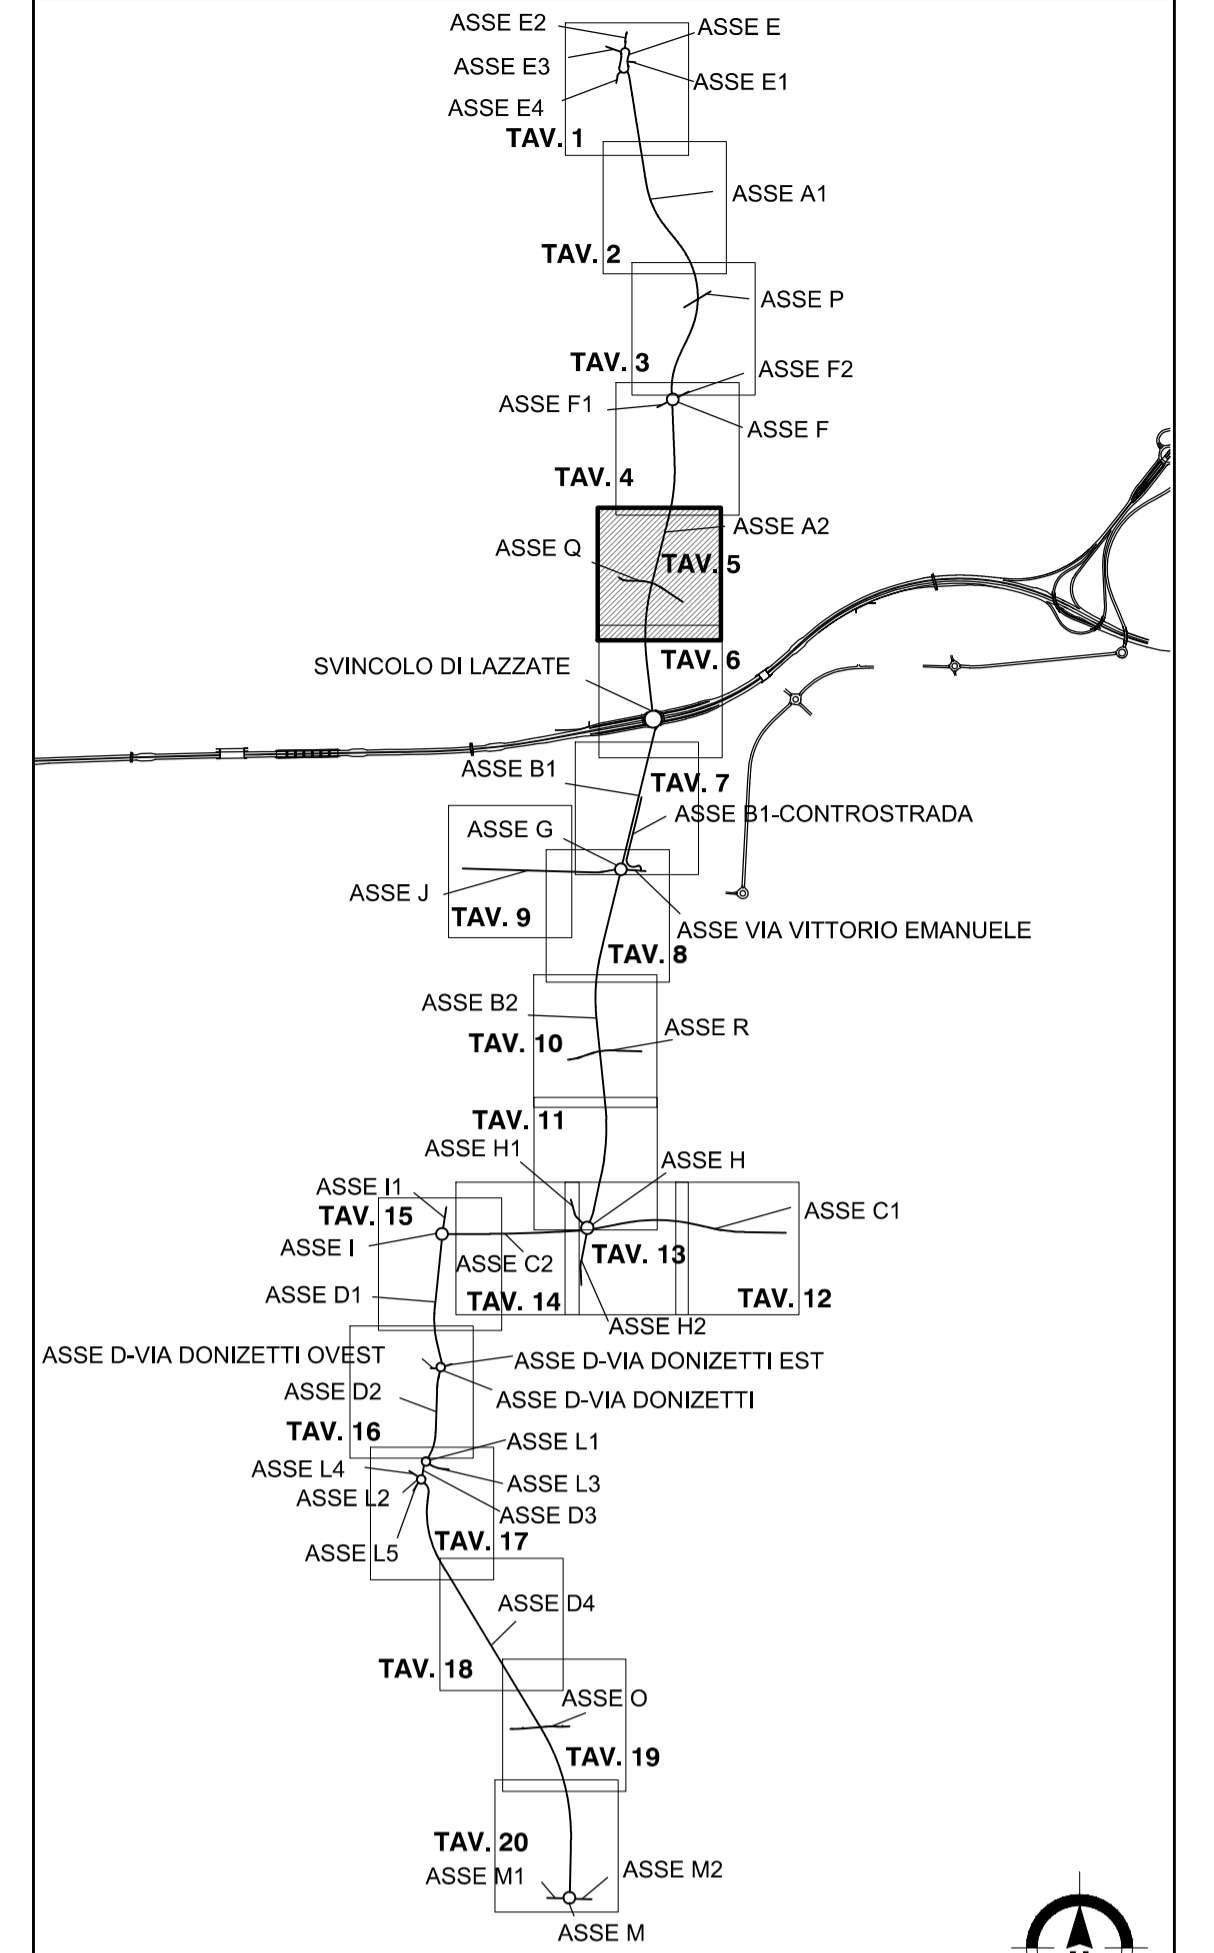 ASSE E2
ASSE E
ASSE E3
ASSE E1
ASSE E4
TAV. 1
ASSE A1
TAV. 2
ASSE P
TAV. 3
ASSE F2
ASSE F1
ASSE F
TAV. 4
ASSE A2
ASSE Q
TAV. 5
TAV. 6
SVINCOLO DI LAZZATE
ASSE B1
TAV. 7
ASSE B1-CONTROSTRADA
ASSE G
ASSE J
TAV. 9
ASSE VIA VITTORIO EMANUELE
TAV. 8
ASSE B2
ASSE R
TAV. 10
TAV. 11
ASSE H1
ASSE H
ASSE I1
TAV. 15
ASSE C1
ASSE I
TAV. 13
ASSE C2
ASSE D1
TAV. 14
TAV. 12
ASSE H2
ASSE D-VIA DONIZETTI OVEST
ASSE D-VIA DONIZETTI EST
ASSE D2
ASSE D-VIA DONIZETTI
TAV. 16
ASSE L1
ASSE L4
ASSE L3
ASSE L2
ASSE D3
TAV. 17
ASSE L5
ASSE D4
TAV. 18
ASSE O
TAV. 19
TAV. 20
ASSE M1
ASSE M2
ASSE M